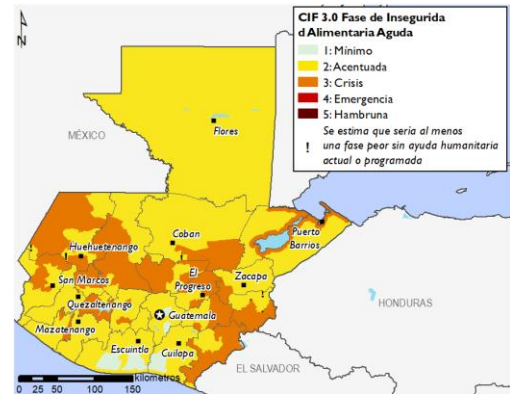 N
CIF 3.0 Fase de Insegurida
d Alimentaria Aguda
1: Mínimo
2: Acentuada
3: Crisis
4: Emergencia
5: Hambruna
Se estima que seria al menos
! una fase peor sin ayuda humanitaria
actual o programada
MÉXICO
Flores
Coban
Puerto
Barrios
!
Huehuetenango
!
!
San Marcos
El
Progreso
Zacapa
!
Quezaltenango
Guatemala
HONDURAS
Mazatenango
Escuintla
Cuilapa
EL SALVADOR
kilometros
0 25 50 100 150